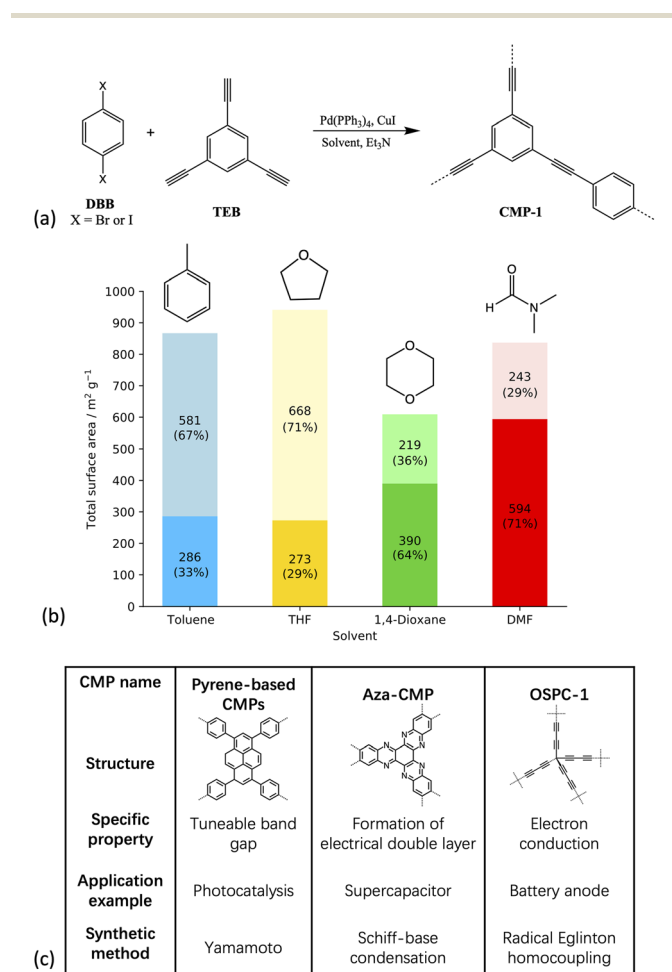 X
X
DBB
X = Br or I
+
TEB
Pd(PPh₃)₄, CuI
Solvent, Et₃N
CMP-1
(a)
Total surface area / m² g⁻¹
1000
900
800
700
600
500
400
300
200
100
0
581
(67%)
286
(33%)
O
668
(71%)
273
(29%)
O
O
219
(36%)
390
(64%)
O
H
N
243
(29%)
594
(71%)
Toluene
THF
1,4-Dioxane
DMF
Solvent
(b)
CMP name
Pyrene-based
CMPs
Aza-CMP
OSPC-1
Structure
N
N
N
N
N
N
Specific
property
Tuneable band
gap
Formation of
electrical double layer
Electron
conduction
Application
example
Photocatalysis
Supercapacitor
Battery anode
Synthetic
method
Yamamoto
Schiff-base
condensation
Radical Eglinton
homocoupling
(c)